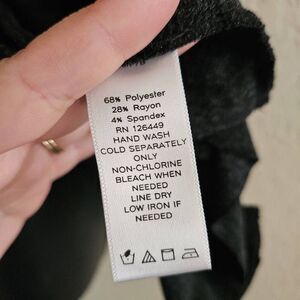 68% Polyester
28% Rayon
4% Spandex
RN 126449
HAND WASH
COLD SEPARATELY
ONLY
NON-CHLORINE
BLEACH WHEN
NEEDED
LINE DRY
LOW IRON IF
NEEDED